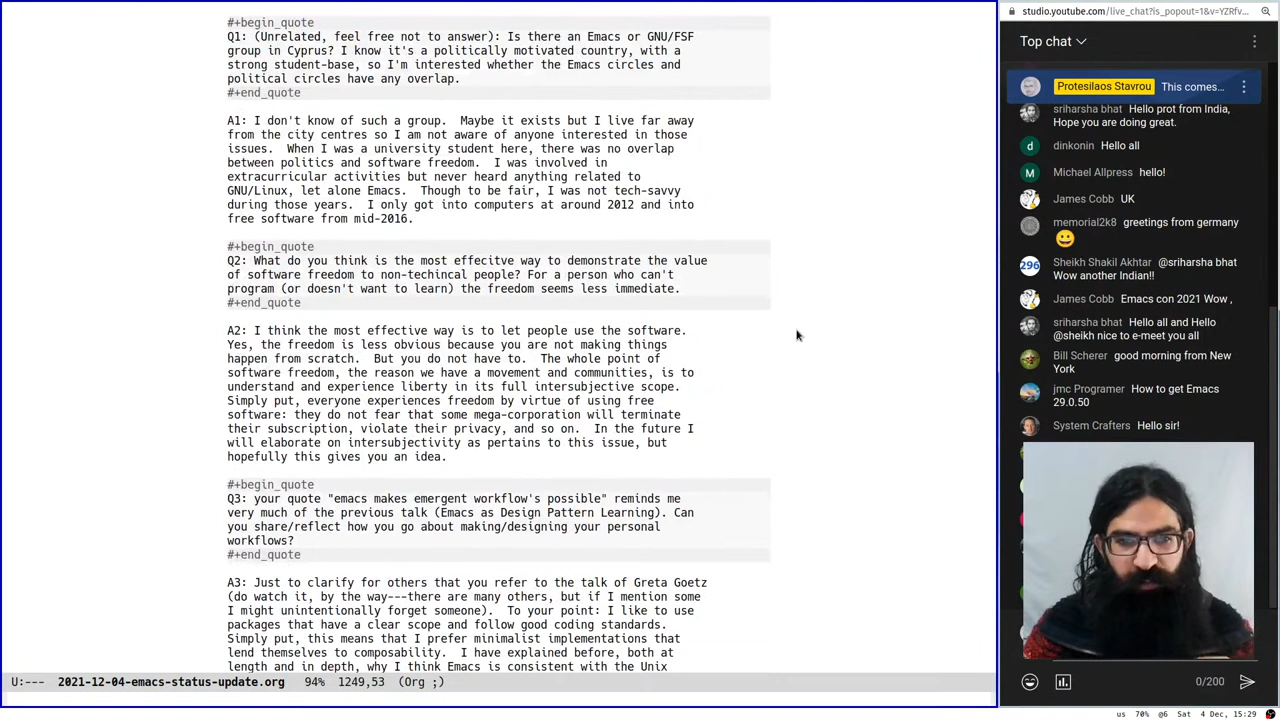 #+begin_quote
Q1: (Unrelated, feel free not to answer): Is there an Emacs or GNU/FSF
group in Cyprus? I know it's a politically motivated country, with a
strong student-base, so I'm interested whether the Emacs circles and
political circles have any overlap.
#+end_quote
A1: I don't know of such a group.  Maybe it exists but I live far away
from the city centres so I am not aware of anyone interested in those
issues.  When I was a university student here, there was no overlap
between politics and software freedom.  I was involved in
extracurricular activities but never heard anything related to
GNU/Linux, let alone Emacs.  Though to be fair, I was not tech-savvy
during those years.  I only got into computers at around 2012 and into
free software from mid-2016.
#+begin_quote
Q2: What do you think is the most effecitve way to demonstrate the value
of software freedom to non-techincal people? For a person who can't
program (or doesn't want to learn) the freedom seems less immediate.
#+end_quote
A2: I think the most effective way is to let people use the software.
Yes, the freedom is less obvious because you are not making things
happen from scratch.  But you do not have to.  The whole point of
software freedom, the reason we have a movement and communities, is to
understand and experience liberty in its full intersubjective scope.
Simply put, everyone experiences freedom by virtue of using free
software: they do not fear that some mega-corporation will terminate
their subscription, violate their privacy, and so on.  In the future I
will elaborate on intersubjectivity as pertains to this issue, but
hopefully this gives you an idea.
#+begin_quote
Q3: your quote "emacs makes emergent workflow's possible" reminds me
very much of the previous talk (Emacs as Design Pattern Learning). Can
you share/reflect how you go about making/designing your personal
workflows?
#+end_quote
A3: Just to clarify for others that you refer to the talk of Greta Goetz
(do watch it, by the way---there are many others, but if I mention some
I might unintentionally forget someone).  To your point: I like to use
packages that have a clear scope and follow good coding standards.
Simply put, this means that I prefer minimalist implementations that
lend themselves to composability.  I have explained before, both at
length and in depth, why I think Emacs is consistent with the Unix
U:---  2021-12-04-emacs-status-update.org   94%  1249,53  (Org ;)
studio.youtube.com/live_chat?is_popout=1&v=YZRfv...
Top chat
Protesilaos Stavrou This comes...
sriharsha bhat Hello prot from India,
Hope you are doing great.
d dinkonin Hello all
M Michael Allpress hello!
James Cobb UK
memorial2k8 greetings from germany
296 Sheikh Shakil Akhtar @sriharsha bhat
Wow another Indian!!
James Cobb Emacs con 2021 Wow ,
sriharsha bhat Hello all and Hello
@sheikh nice to e-meet you all
Bill Scherer good morning from New
York
jmc Programer How to get Emacs
29.0.50
System Crafters Hello sir!
0/200
us 70% @6 Sat 4 Dec, 15:29